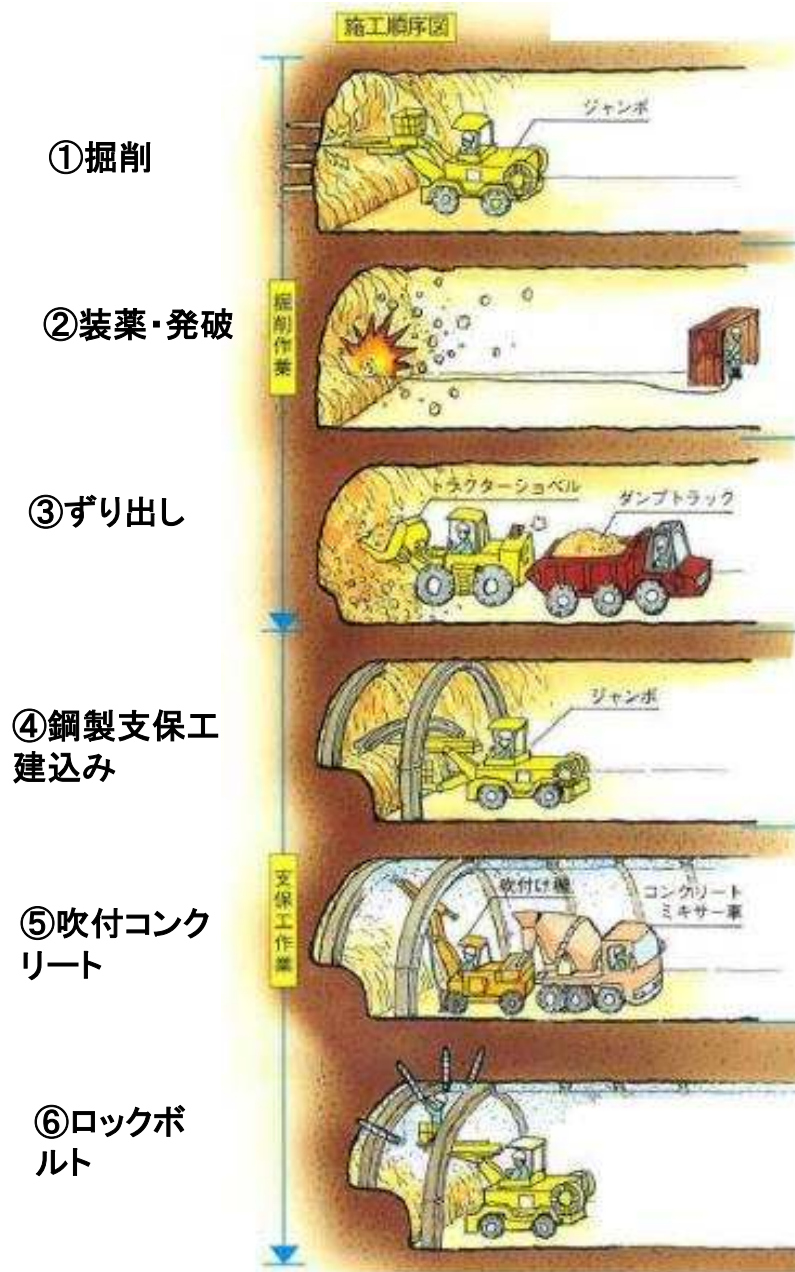 施工順序図
①掘削
ジャンボ
掘削作業
②装薬・発破
③ずり出し
トラクターショベル
ダンプトラック
④鋼製支保工
建込み
ジャンボ
支保工作業
⑤吹付コンク
リート
吹付け機
コンクリート
ミキサー車
⑥ロックボ
ルト